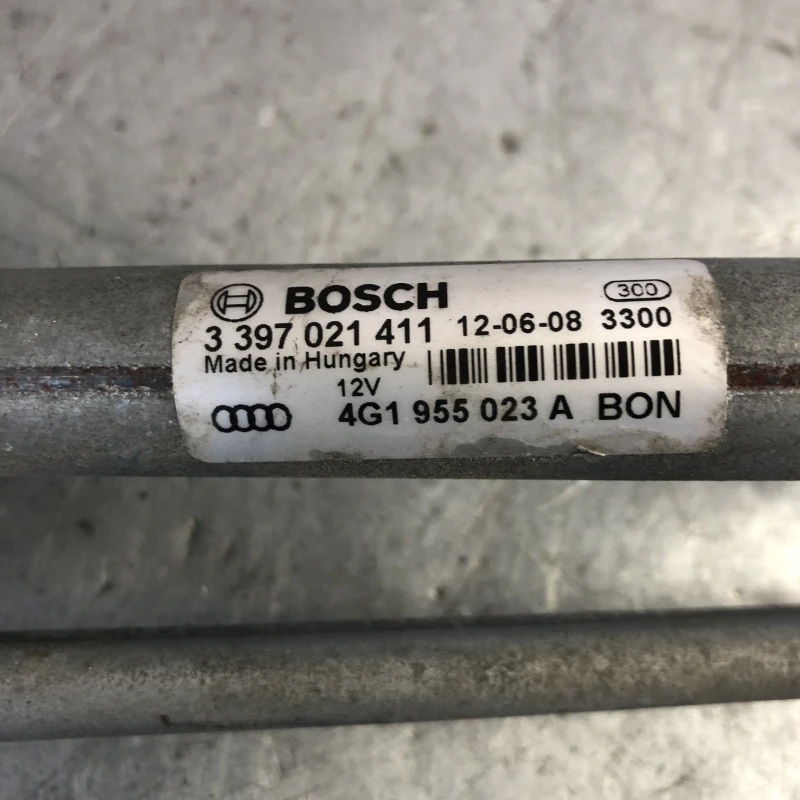 BOSCH 300
3 397 021 411 12-06-08 3300
Made in Hungary
12V
4G1 955 023 A BON